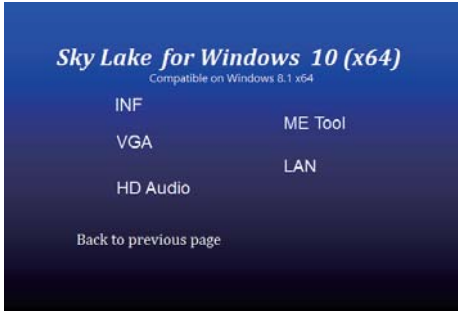 Sky Lake for Windows 10 (x64)
Compatible on Windows 8.1 x64
INF
VGA
HD Audio
ME Tool
LAN
Back to previous page